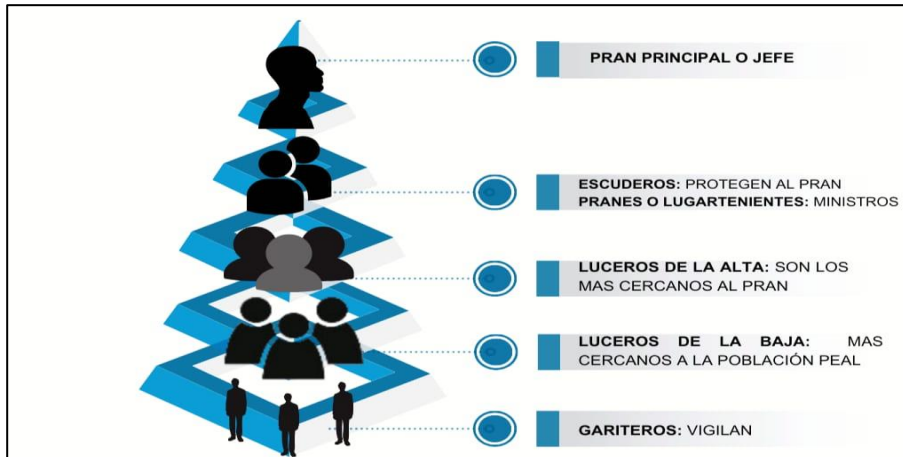 PRAN PRINCIPAL O JEFE
ESCUDEROS: PROTEGEN AL PRAN
PRANES O LUGARTENIENTES: MINISTROS
LUCEROS DE LA ALTA: SON LOS
MAS CERCANOS AL PRAN
LUCEROS DE LA BAJA: MAS
CERCANOS A LA POBLACIÓN PEAL
GARITEROS: VIGILAN